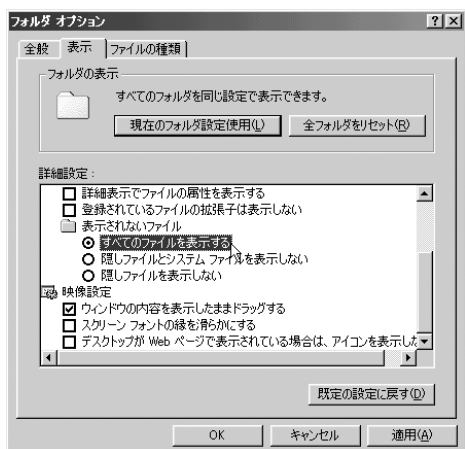 フォルダ オプション
全般 表示 ファイルの種類
フォルダの表示
すべてのフォルダを同じ設定で表示できます。
現在のフォルダ設定使用(L) 全フォルダをリセット(R)
詳細設定：
詳細表示でファイルの属性を表示する
登録されているファイルの拡張子は表示しない
表示されないファイル
すべてのファイルを表示する
隠しファイルとシステム ファイルを表示しない
隠しファイルを表示しない
映像設定
ウィンドウの内容を表示したままドラッグする
スクリーン フォントの縁を滑らかにする
デスクトップが Web ページで表示されている場合は、アイコンを表示した
既定の設定に戻す(D)
OK キャンセル 適用(A)